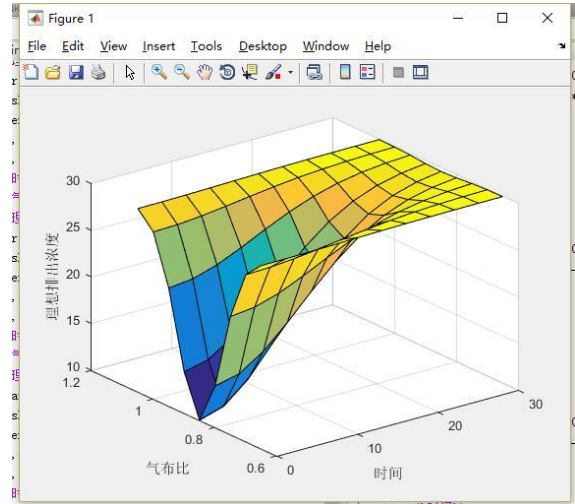 Figure 1
File Edit View Insert Tools Desktop Window Help
30
25
20
15
10
理想排出浓度
1.2
1
0.8
0.6
气布比
0
10
20
30
时间